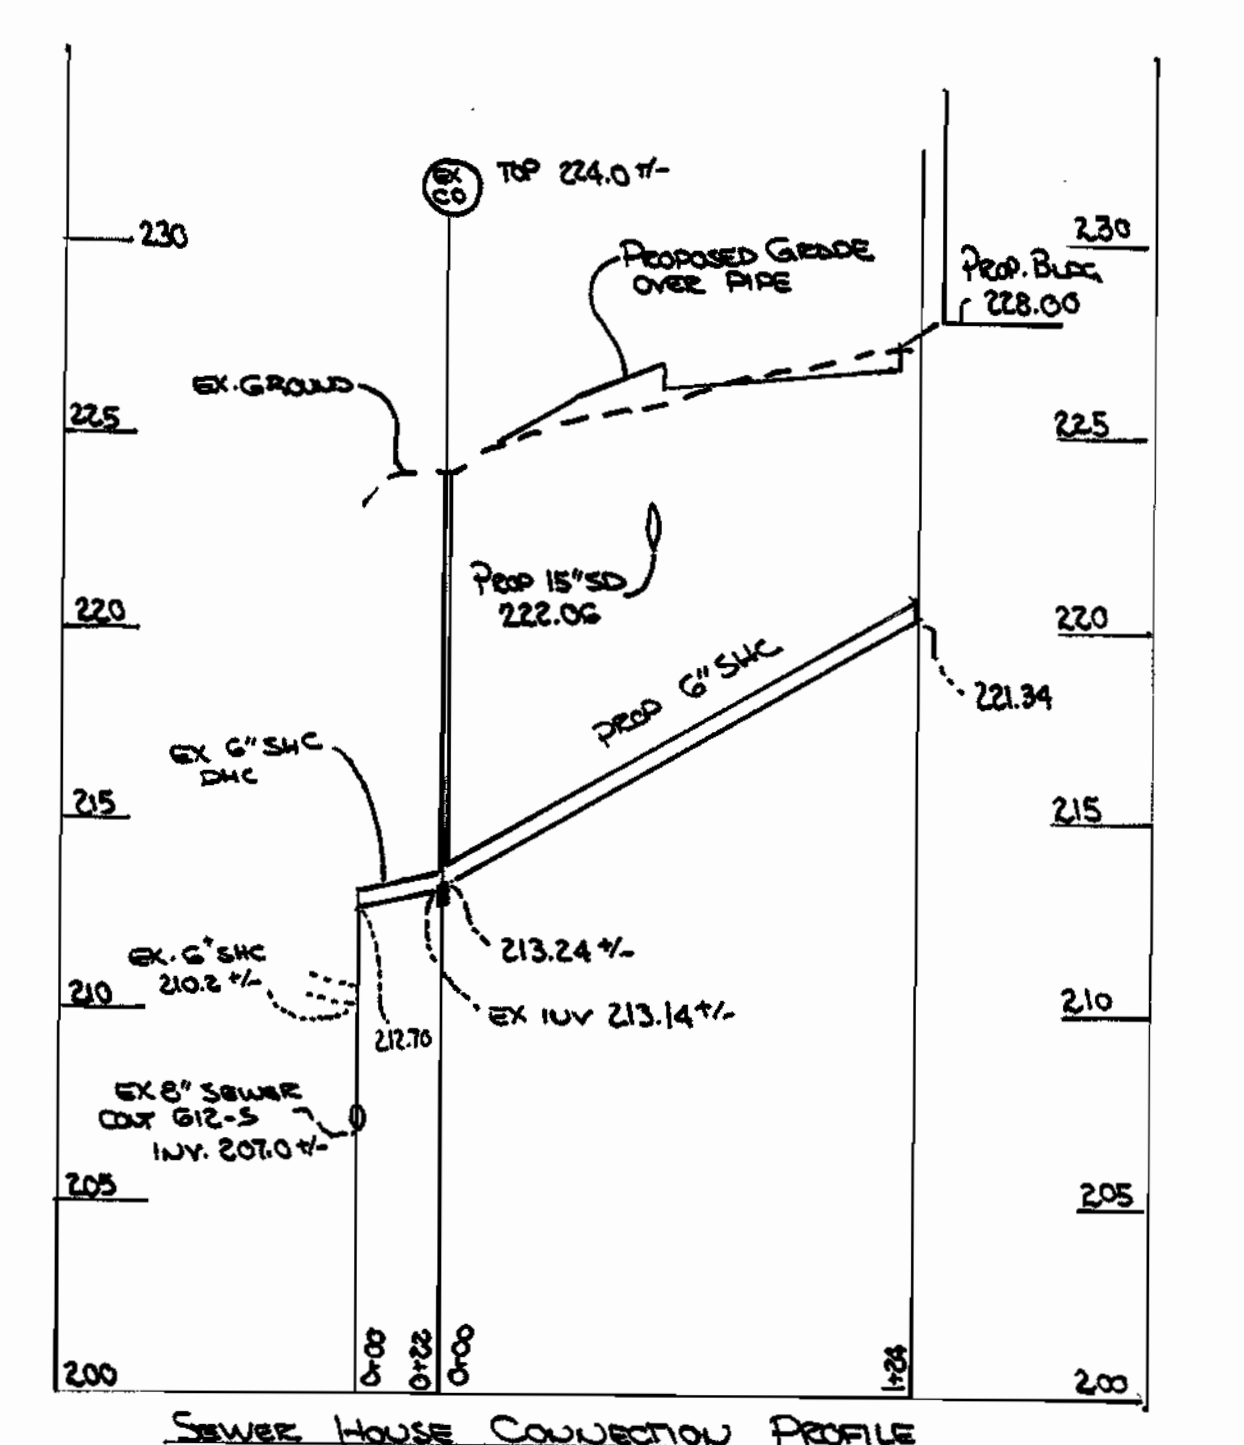 EX
CO
TOP 224.0 +/-
230
230
PROPOSED GRADE
OVER PIPE
PROP. BLDG
228.00
EX. GROUND
225
225
PROP 15" SD
222.06
220
220
PROP 6" SHC
221.34
EX 6" SHC
DHC
215
215
213.24 +/-
EX. 6" SHC
210.2 +/-
210
210
EX INV 213.14 +/-
212.70
EX 8" SEWER
CONT 612-S
INV. 207.0 +/-
205
205
0+00
0+22
0+00
1+24
200
200
SEWER HOUSE CONNECTION PROFILE